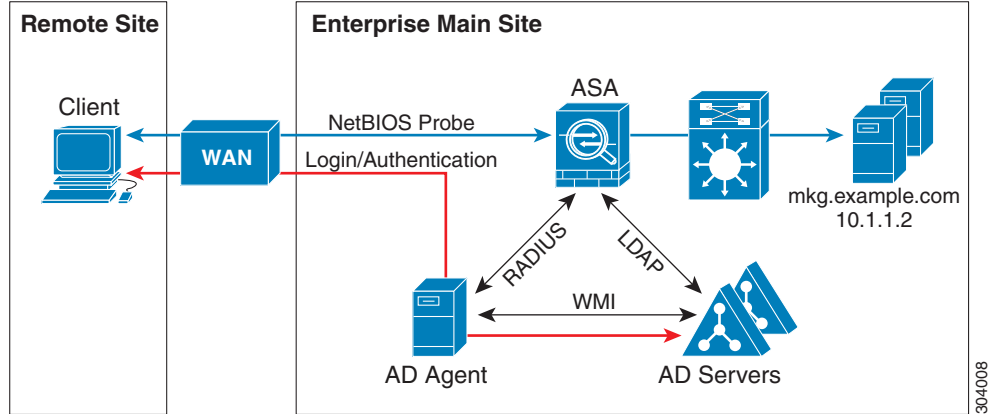 Remote Site
Enterprise Main Site
Client
ASA
NetBIOS Probe
WAN
Login/Authentication
mkg.example.com
10.1.1.2
RADIUS
LDAP
WMI
AD Agent
AD Servers
304008